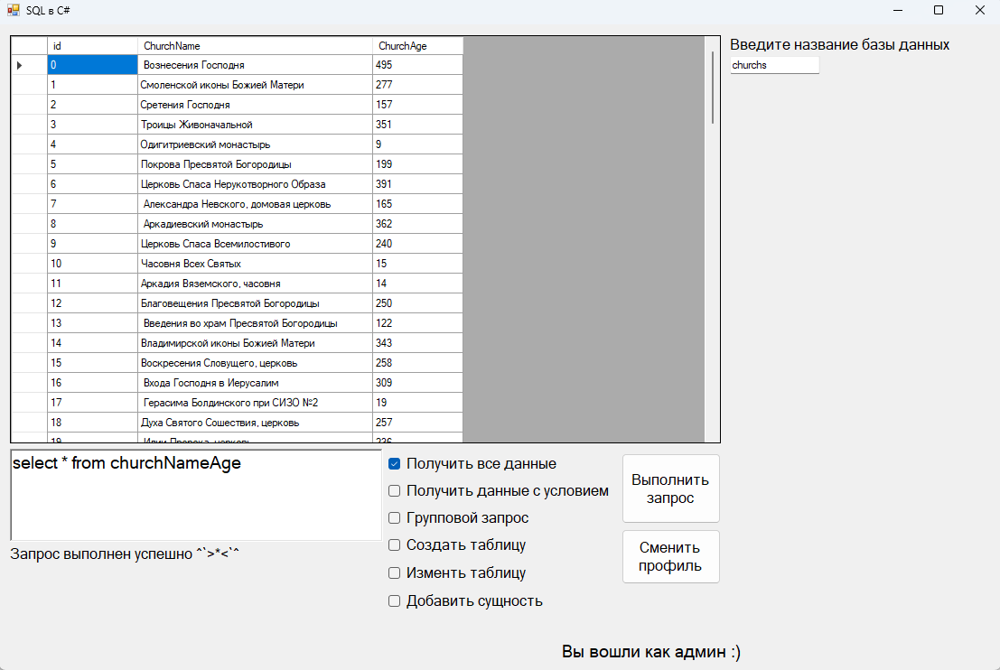 SQL в C#
id ChurchName ChurchAge
0 Вознесения Господня 495
1 Смоленской иконы Божией Матери 277
2 Сретения Господня 157
3 Троицы Живоначальной 351
4 Одигитриевский монастырь 9
5 Покрова Пресвятой Богородицы 199
6 Церковь Спаса Нерукотворного Образа 391
7 Александра Невского, домовая церковь 165
8 Аркадиевский монастырь 362
9 Церковь Спаса Всемилостивого 240
10 Часовня Всех Святых 15
11 Аркадия Вяземского, часовня 14
12 Благовещения Пресвятой Богородицы 250
13 Введения во храм Пресвятой Богородицы 122
14 Владимирской иконы Божией Матери 343
15 Воскресения Словущего, церковь 258
16 Входа Господня в Иерусалим 309
17 Герасима Болдинского при СИЗО №2 19
18 Духа Святого Сошествия, церковь 257
19 Илии Пророка, церковь 236
Введите название базы данных
churchs
select * from churchNameAge
Запрос выполнен успешно ^`>*<`^
Получить все данные
Получить данные с условием
Групповой запрос
Создать таблицу
Изменть таблицу
Добавить сущность
Выполнить
запрос
Сменить
профиль
Вы вошли как админ :)